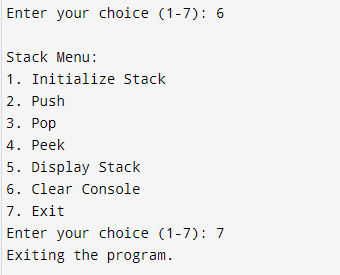 Enter your choice (1-7): 6

Stack Menu:
1. Initialize Stack
2. Push
3. Pop
4. Peek
5. Display Stack
6. Clear Console
7. Exit
Enter your choice (1-7): 7
Exiting the program.